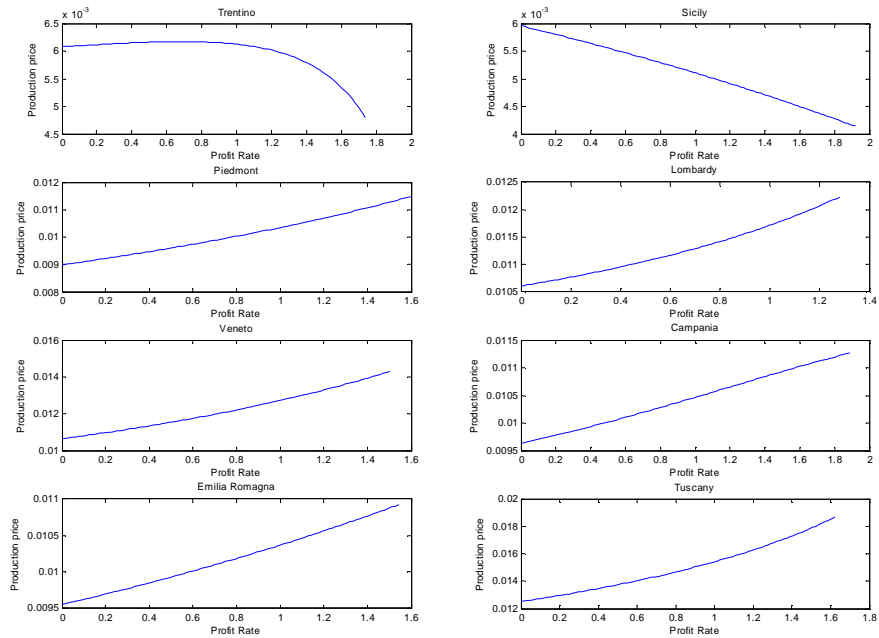 Trentino
x 10-3
6.5
6
5.5
5
4.5
Production price
0 0.2 0.4 0.6 0.8 1 1.2 1.4 1.6 1.8 2
Profit Rate
Sicily
x 10-3
6
5.5
5
4.5
4
Production price
0 0.2 0.4 0.6 0.8 1 1.2 1.4 1.6 1.8 2
Profit Rate
Piedmont
0.012
0.011
0.01
0.009
0.008
Production price
0 0.2 0.4 0.6 0.8 1 1.2 1.4 1.6
Profit Rate
Lombardy
0.0125
0.012
0.0115
0.011
0.0105
Production price
0.2 0.4 0.6 0.8 1 1.2 1.4
Profit Rate
Veneto
0.016
0.014
0.012
0.01
Production price
0 0.2 0.4 0.6 0.8 1 1.2 1.4 1.6
Profit Rate
Campania
0.0115
0.011
0.0105
0.01
0.0095
Production price
0 0.2 0.4 0.6 0.8 1 1.2 1.4 1.6 1.8 2
Profit Rate
Emilia Romagna
0.011
0.0105
0.01
0.0095
Production price
0 0.2 0.4 0.6 0.8 1 1.2 1.4 1.6
Profit Rate
Tuscany
0.02
0.018
0.016
0.014
0.012
Production price
0 0.2 0.4 0.6 0.8 1 1.2 1.4 1.6 1.8
Profit Rate